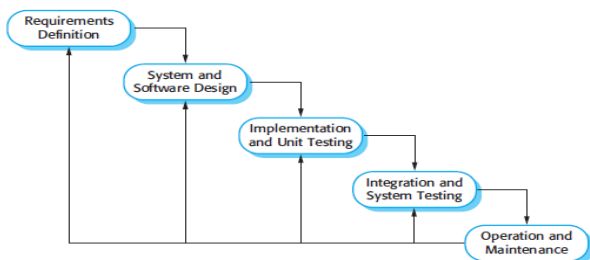 Requirements
Definition
System and
Software Design
Implementation
and Unit Testing
Integration and
System Testing
Operation and
Maintenance